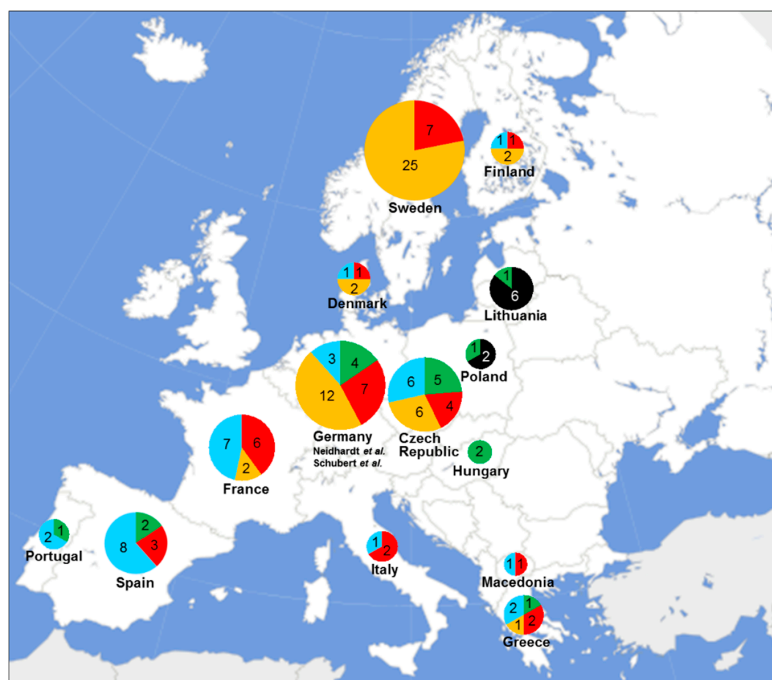 7
25
Sweden
1 1
2
Finland
1 1
2
Denmark
1
6
Lithuania
1
2
Poland
3 4
12 7
Germany
Neidhardt et al.
Schubert et al.
6 5
6 4
Czech
Republic
2
Hungary
7 6
2
France
2 1
Portugal
2
8 3
Spain
1
2
Italy
1 1
Macedonia
2 1
1 2
Greece